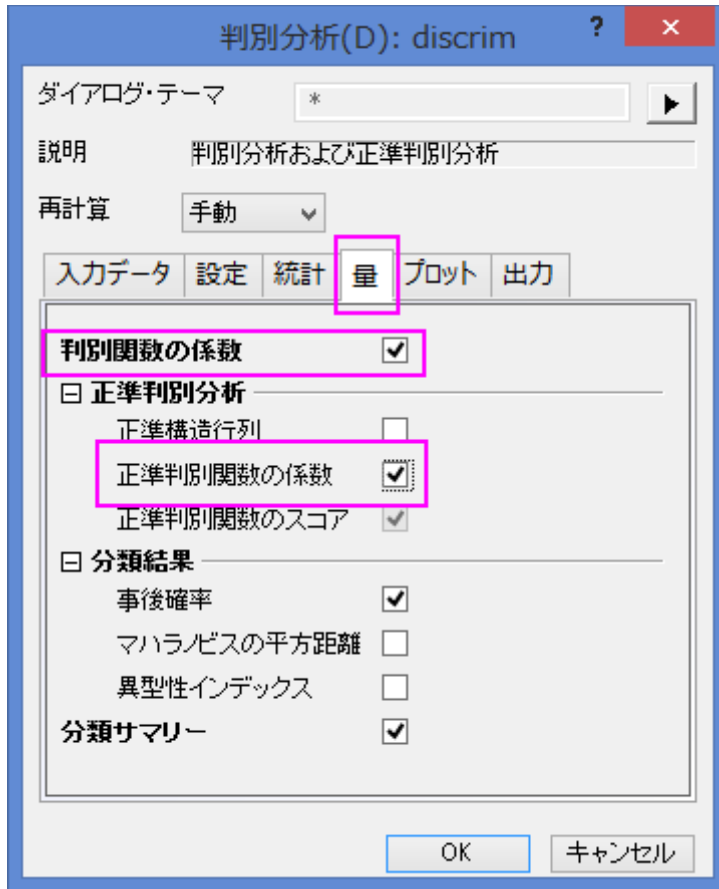 判別分析(D): discrim ? ×
ダイアログ・テーマ *
説明 判別分析および正準判別分析
再計算 手動
入力データ 設定 統計 量 プロット 出力
判別関数の係数
正準判別分析
正準構造行列
正準判別関数の係数
正準判別関数のスコア
分類結果
事後確率
マハラノビスの平方距離
異型性インデックス
分類サマリー
OK キャンセル